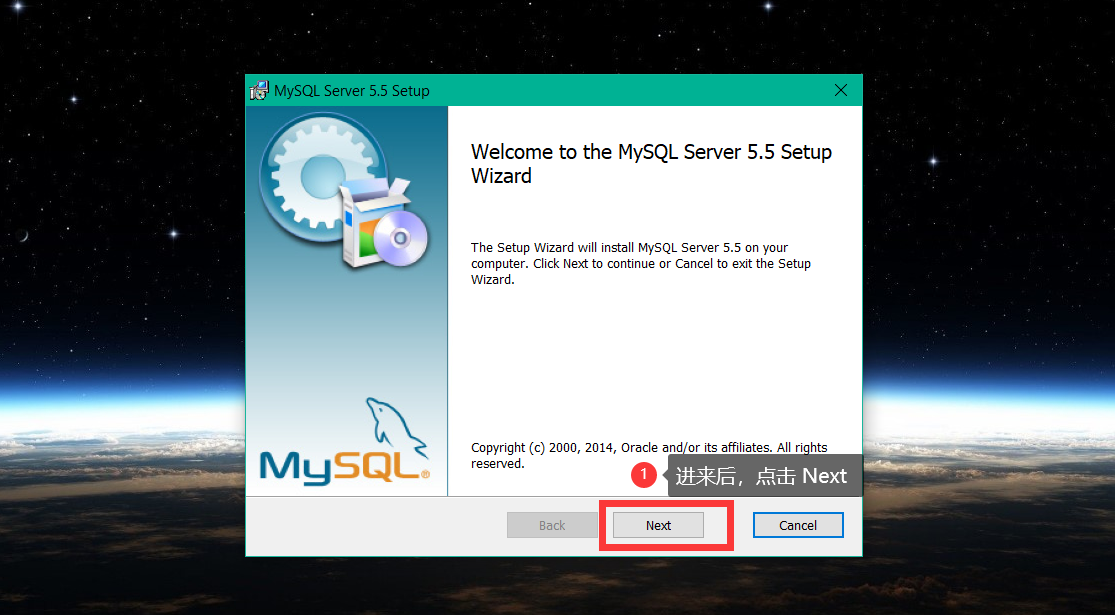 MySQL Server 5.5 Setup
Welcome to the MySQL Server 5.5 Setup
Wizard
The Setup Wizard will install MySQL Server 5.5 on your
computer. Click Next to continue or Cancel to exit the Setup
Wizard.
MySQL®
Copyright (c) 2000, 2014, Oracle and/or its affiliates. All rights
reserved.
1 进来后，点击 Next
Back
Next
Cancel